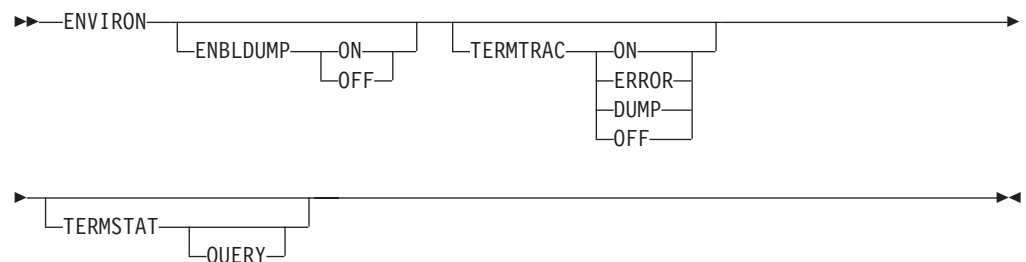 ENVIRON
ENBLDUMP ON
OFF
TERMTRAC ON
ERROR
DUMP
OFF
TERMSTAT
QUERY